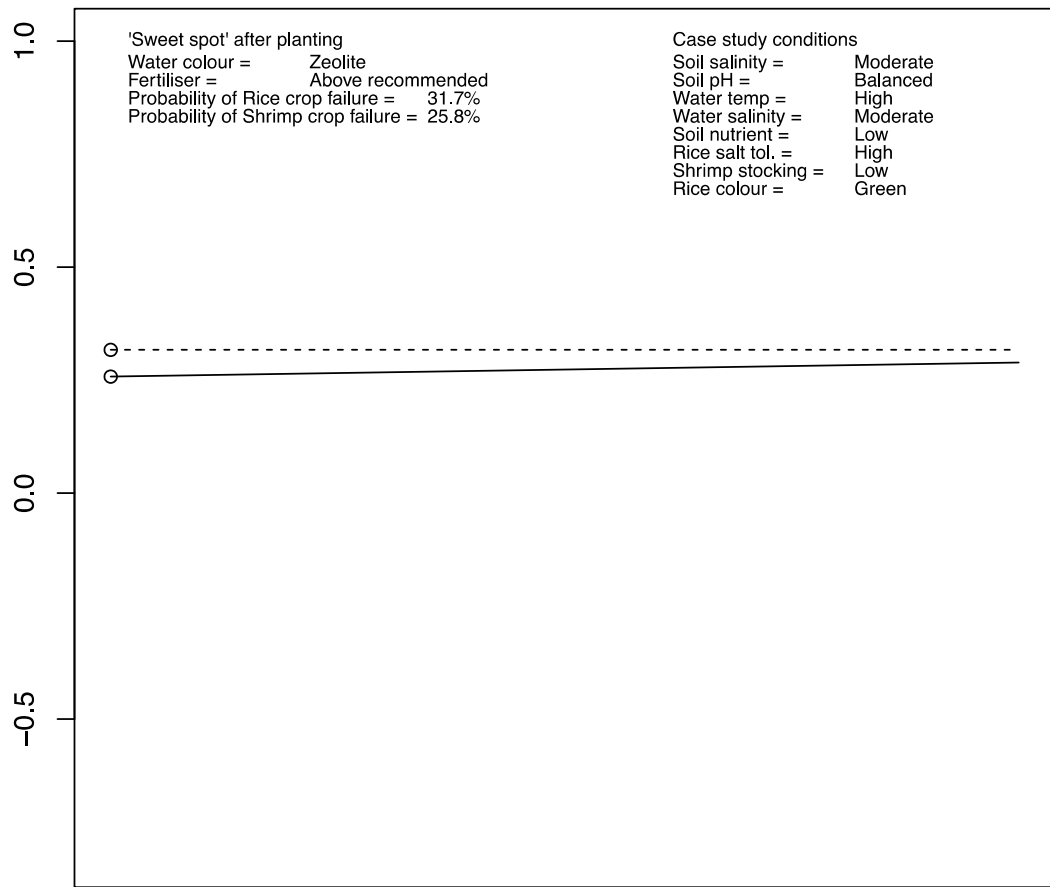 'Sweet spot' after planting
Water colour = Zeolite
Fertiliser = Above recommended
Probability of Rice crop failure = 31.7%
Probability of Shrimp crop failure = 25.8%
Case study conditions
Soil salinity = Moderate
Soil pH = Balanced
Water temp = High
Water salinity = Moderate
Soil nutrient = Low
Rice salt tol. = High
Shrimp stocking = Low
Rice colour = Green
1.0
0.5
0.0
−0.5